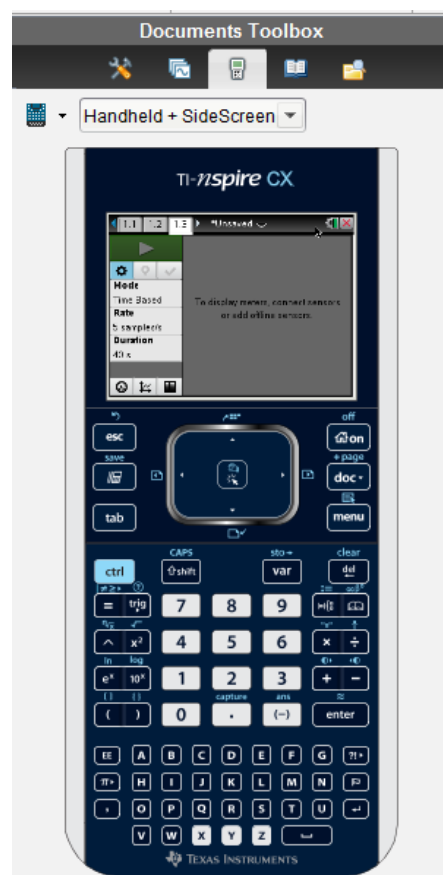 Documents Toolbox
Handheld + SideScreen
TI-nspire CX
1.1 1.2 1.3 *Unsaved
Mode
Time Based
Rate
5 samples/s
Duration
40 s
To display meters, connect sensors
or add offline sensors.
off
esc
on
save
+page
doc
tab
menu
CAPS
sto→
clear
ctrl
⇧shift
var
del
= trig 7 8 9
^ x² 4 5 6 × ÷
ln log
eˣ 10ˣ 1 2 3 + −
capture ans ≈
( ) 0 . (−) enter
EE A B C D E F G ?!▸
π▸ H I J K L M N
, O P Q R S T U ↵
V W X Y Z
TEXAS INSTRUMENTS